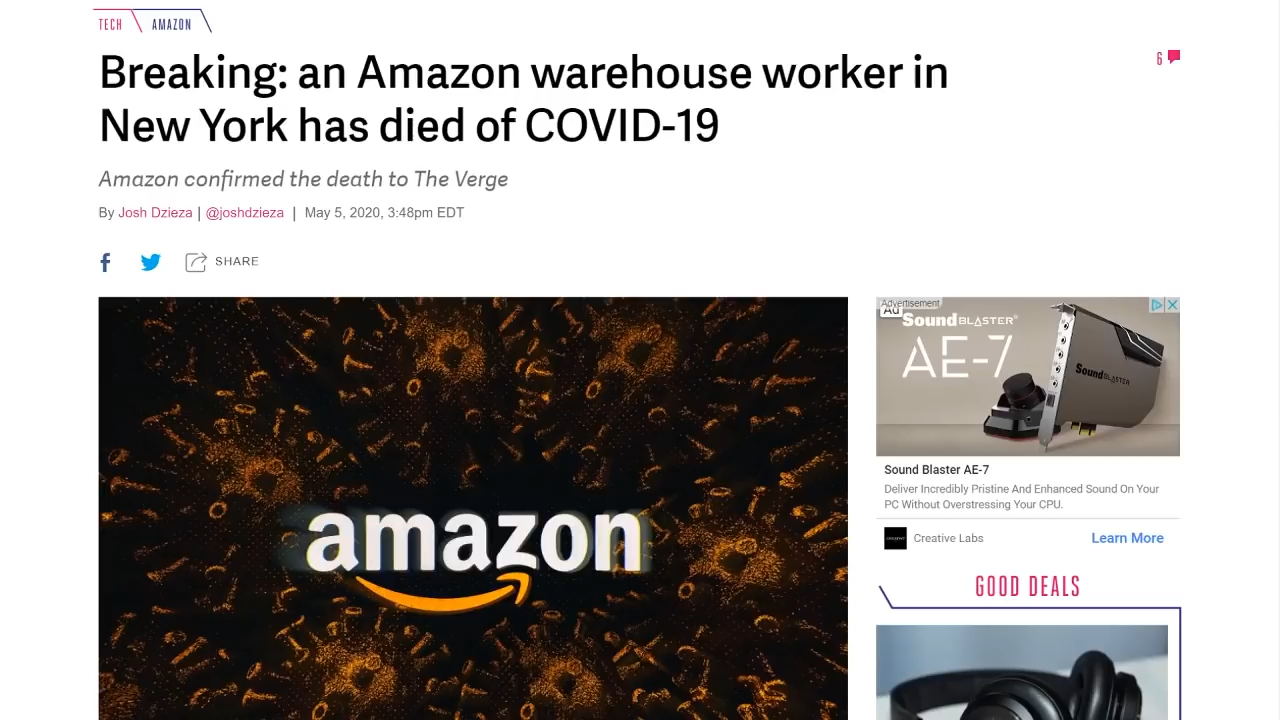 TECH AMAZON
Breaking: an Amazon warehouse worker in
New York has died of COVID-19
6
Amazon confirmed the death to The Verge
By Josh Dzieza | @joshdzieza | May 5, 2020, 3:48pm EDT
SHARE
amazon
Advertisement
Ad
Sound BLASTER®
AE-7
Sound BLASTER
Sound Blaster AE-7
Deliver Incredibly Pristine And Enhanced Sound On Your
PC Without Overstressing Your CPU.
Creative Labs
Learn More
GOOD DEALS